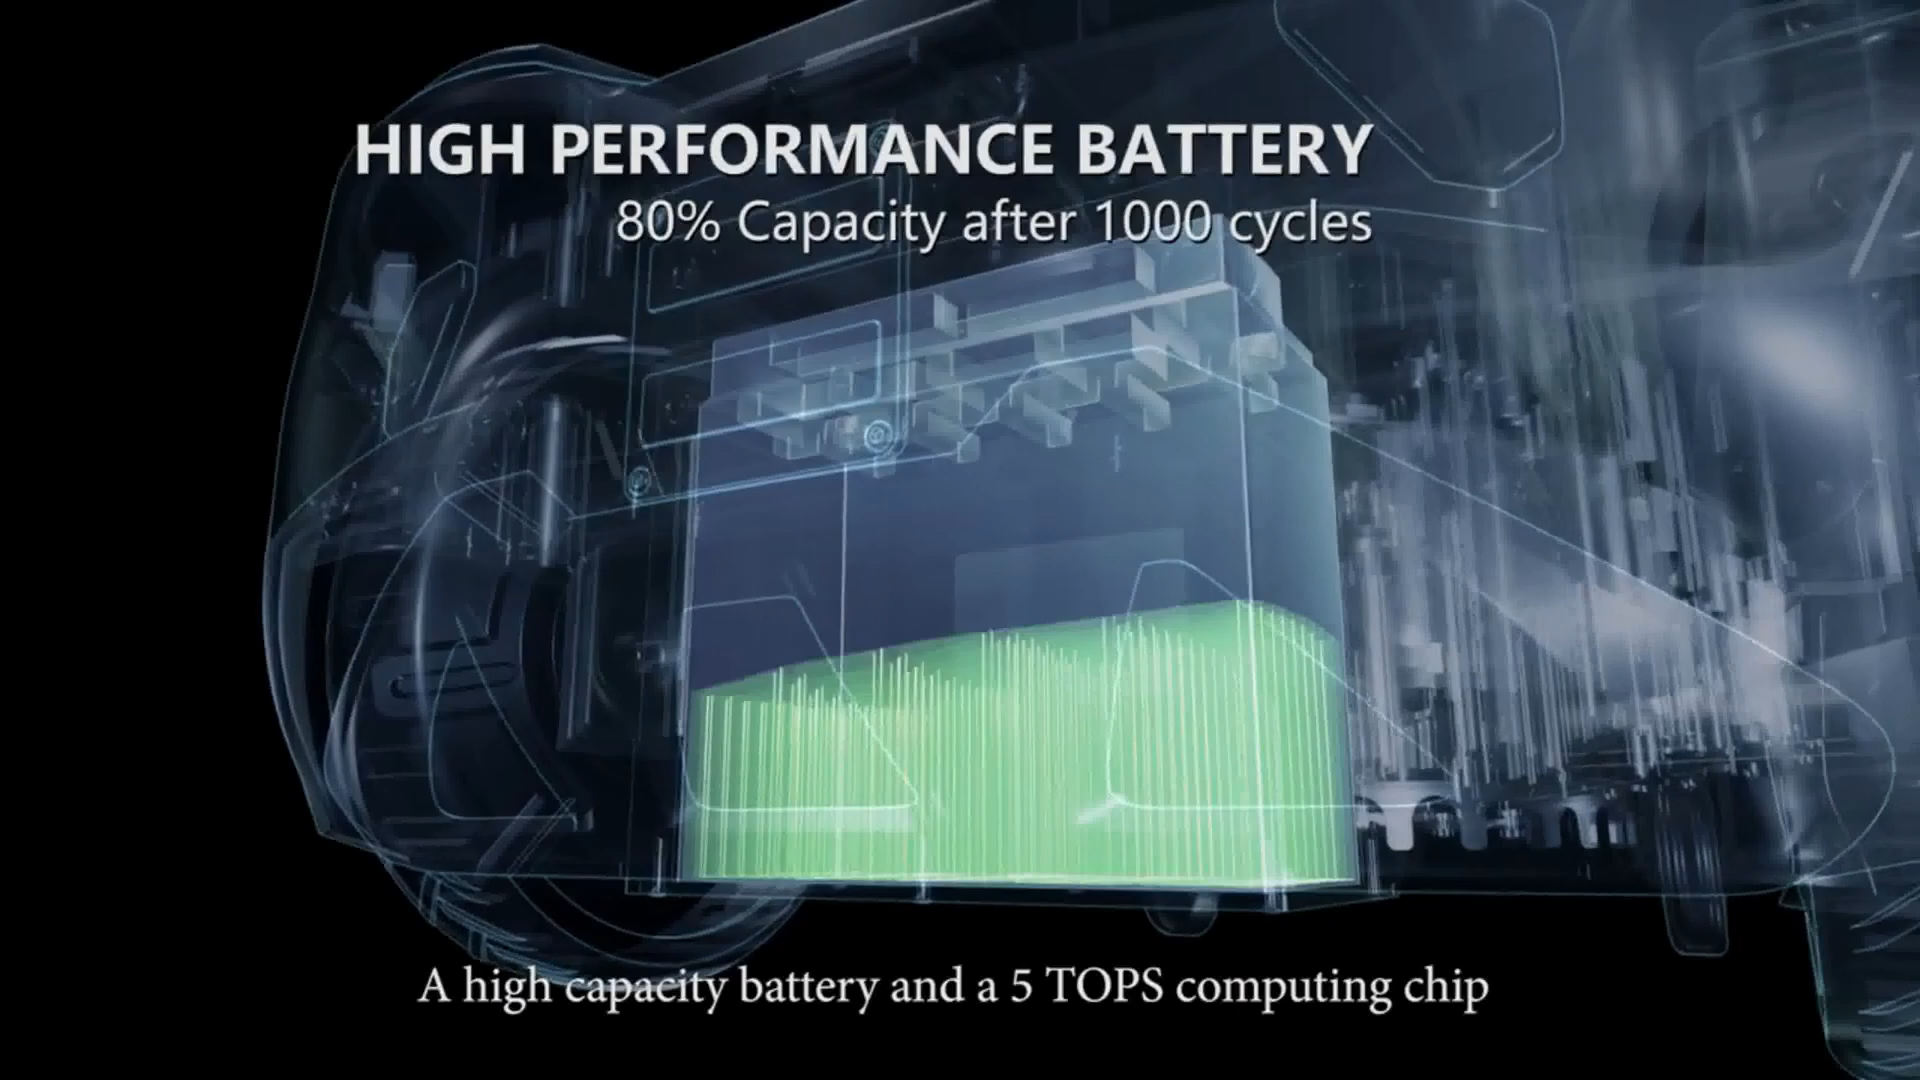 HIGH PERFORMANCE BATTERY
80% Capacity after 1000 cycles
A high capacity battery and a 5 TOPS computing chip